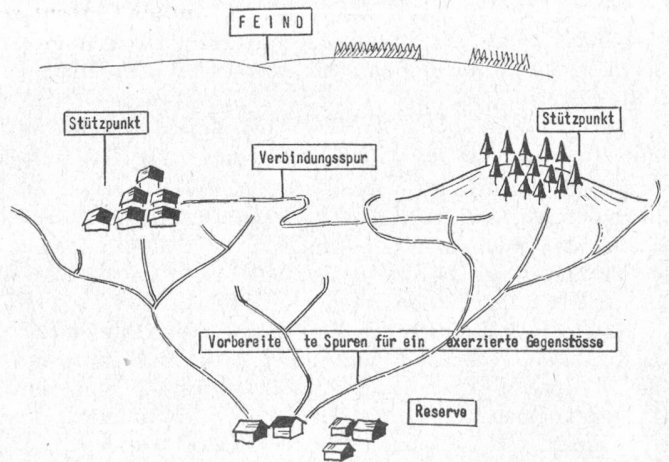 FEIND
Stützpunkt
Stützpunkt
Verbindungsspur
Vorbereite te Spuren für ein exerzierte Gegenstösse
Reserve